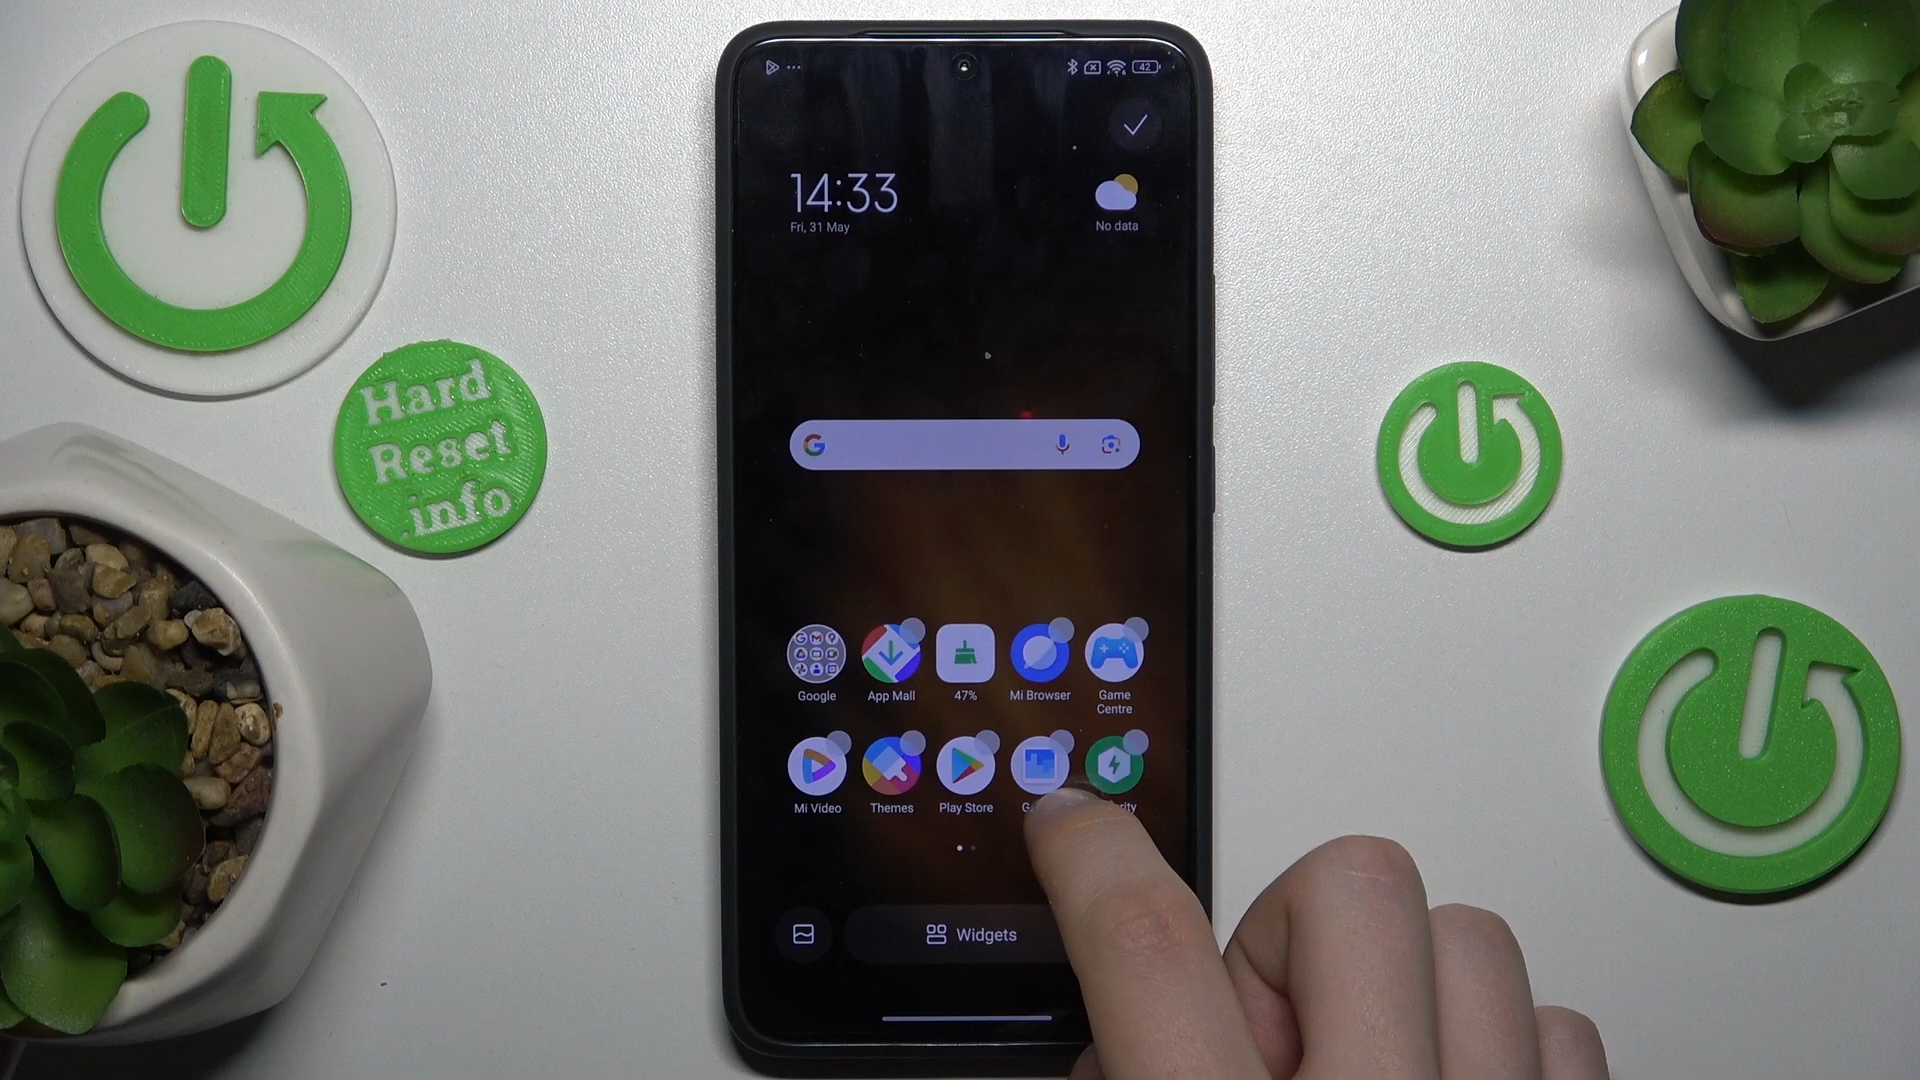 Hard
Reset
.info
42
14:33
Fri, 31 May
No data
Google
App Mall
47%
Mi Browser
Game
Centre
Mi Video
Themes
Play Store
Widgets